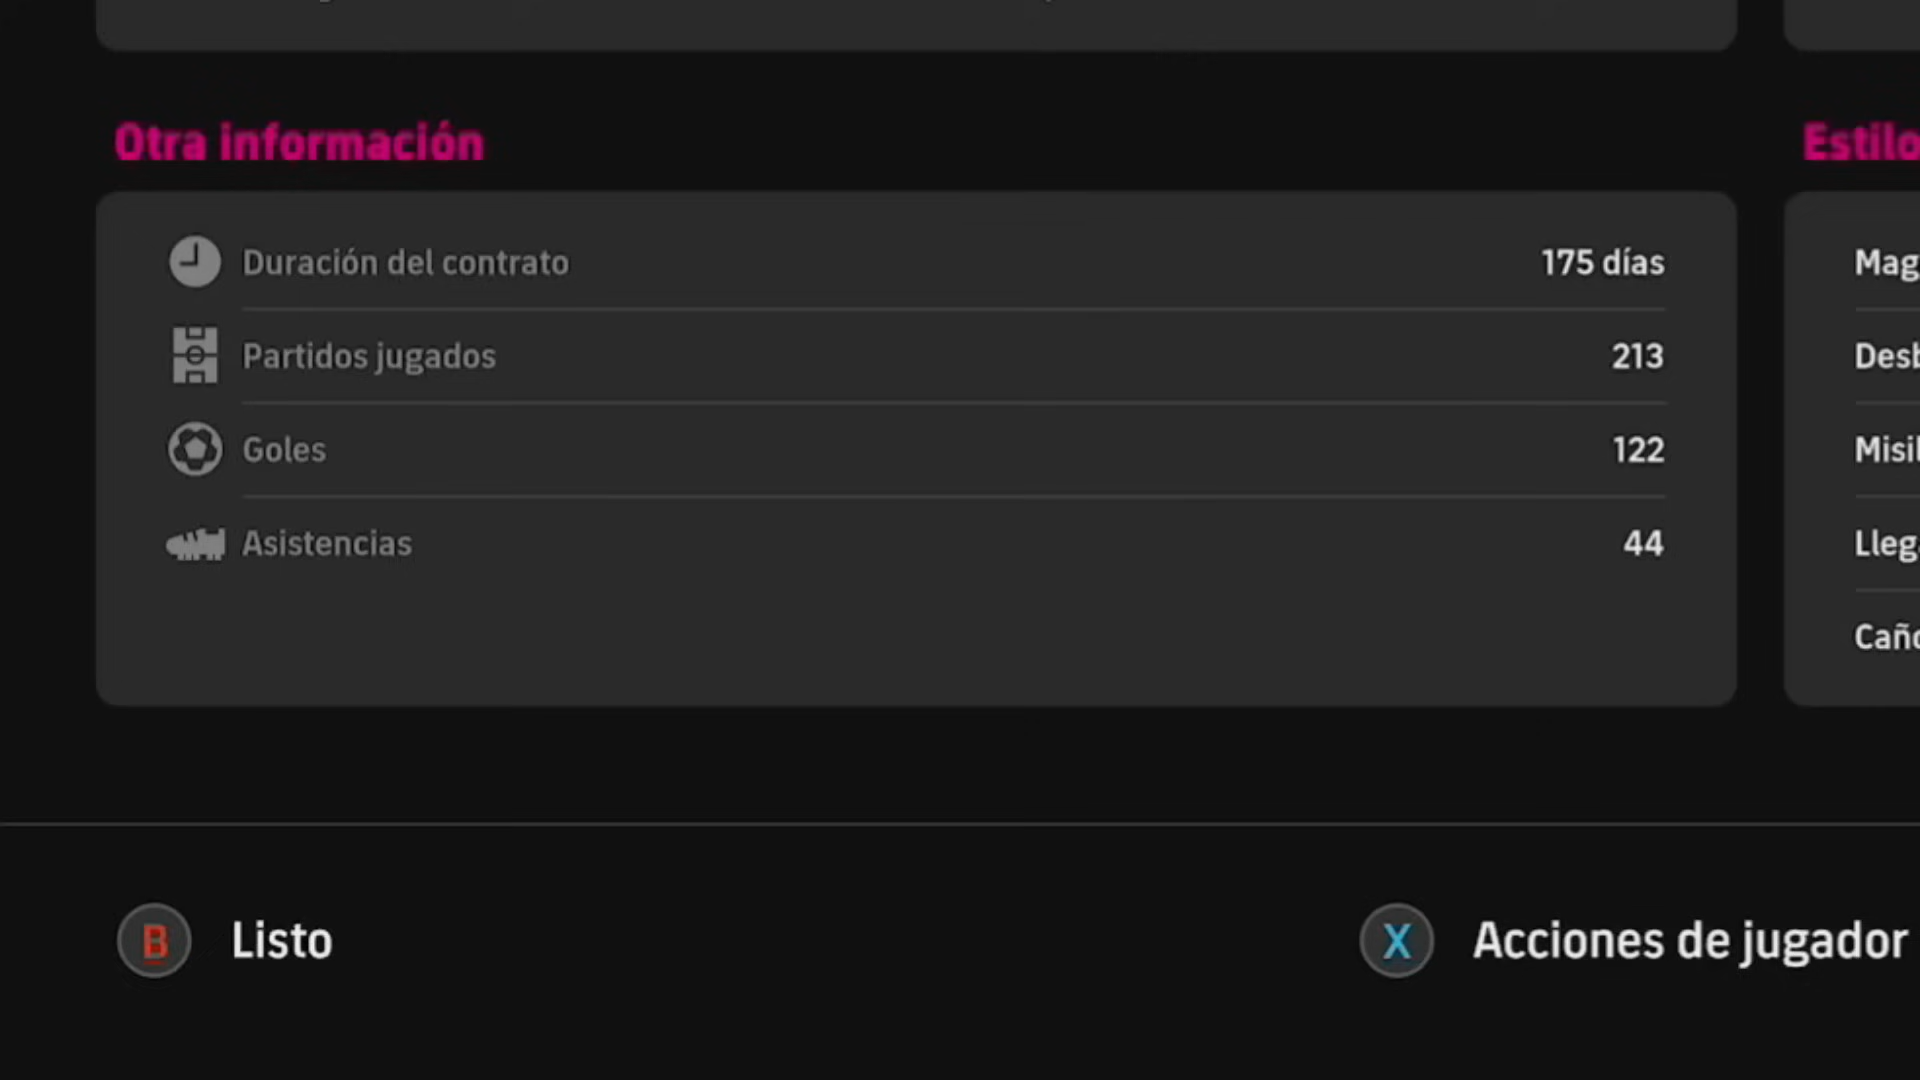 Otra información
Duración del contrato 175 días
Partidos jugados 213
Goles 122
Asistencias 44
B Listo
X Acciones de jugador